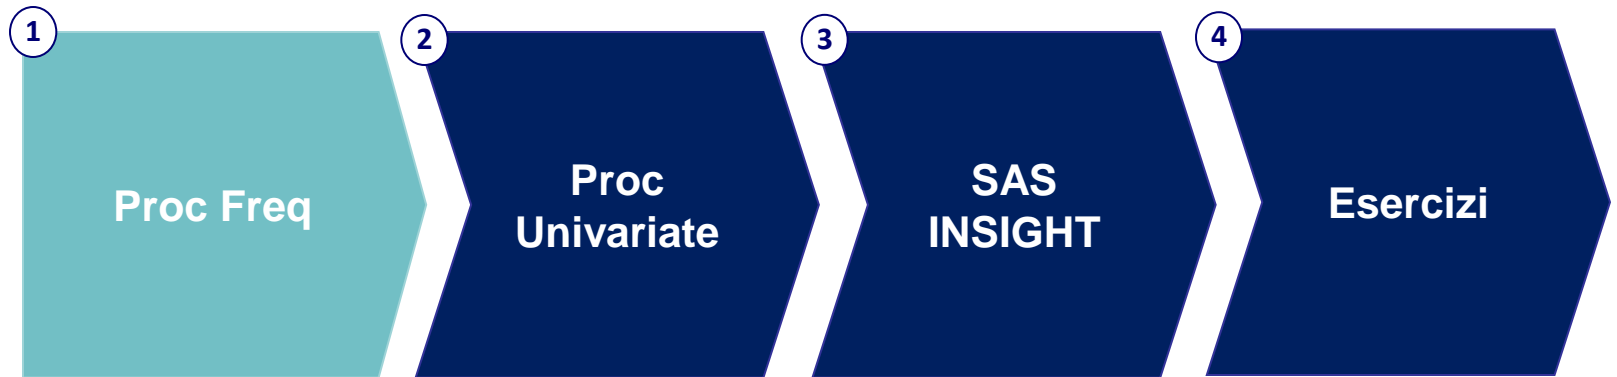 1
Proc Freq
2
Proc
Univariate
3
SAS
INSIGHT
4
Esercizi